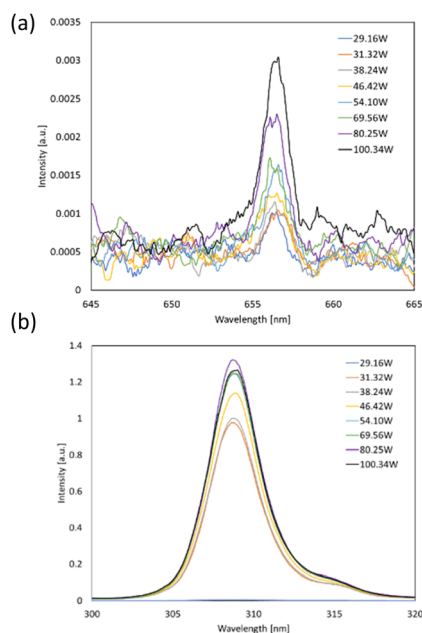 (a)
0.0035
0.003
0.0025
0.002
0.0015
0.001
0.0005
0
Intensity [a.u.]
645 650 655 660 665
Wavelength [nm]
29.16W
31.32W
38.24W
46.42W
54.10W
69.56W
80.25W
100.34W
(b)
1.4
1.2
1
0.8
0.6
0.4
0.2
0
Intensity [a.u.]
300 305 310 315 320
Wavelength [nm]
29.16W
31.32W
38.24W
46.42W
54.10W
69.56W
80.25W
100.34W